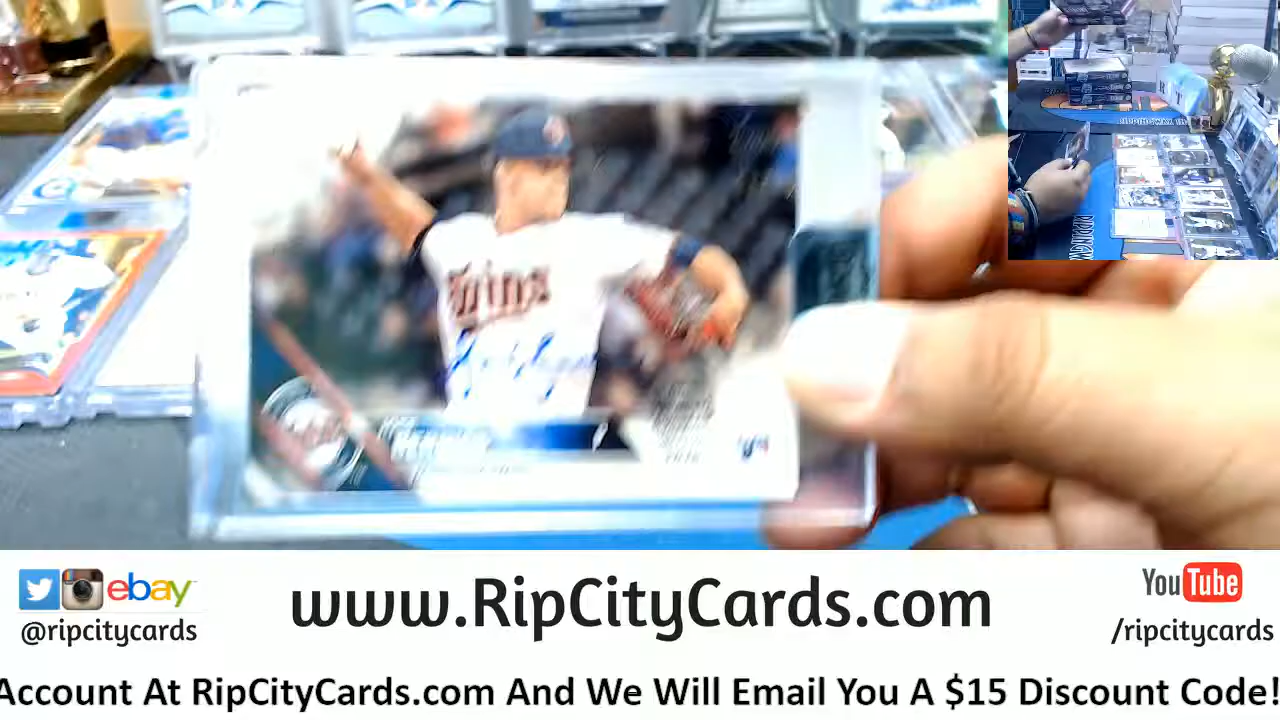 Twins
ebay
@ripcitycards
www.RipCityCards.com
YouTube
/ripcitycards
Account At RipCityCards.com And We Will Email You A $15 Discount Code!